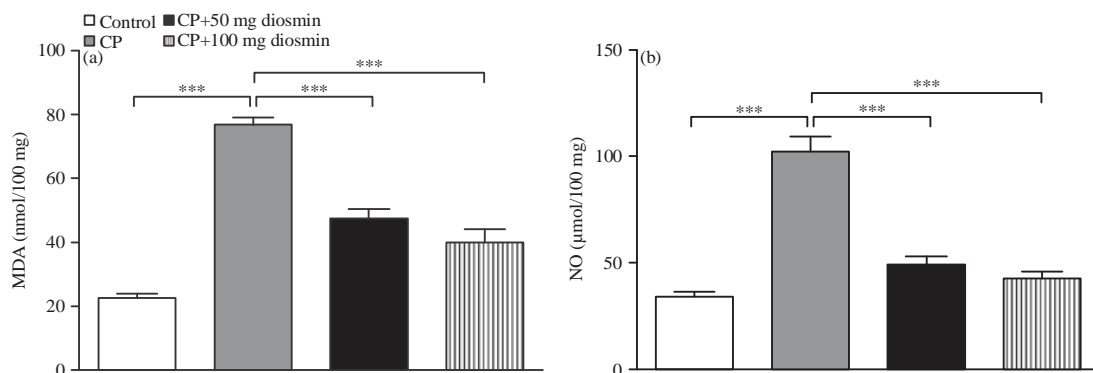 Control CP+50 mg diosmin
CP CP+100 mg diosmin
(a)
MDA (nmol/100 mg)
100
80
60
40
20
0
***
***
***
(b)
NO (µmol/100 mg)
150
100
50
0
***
***
***